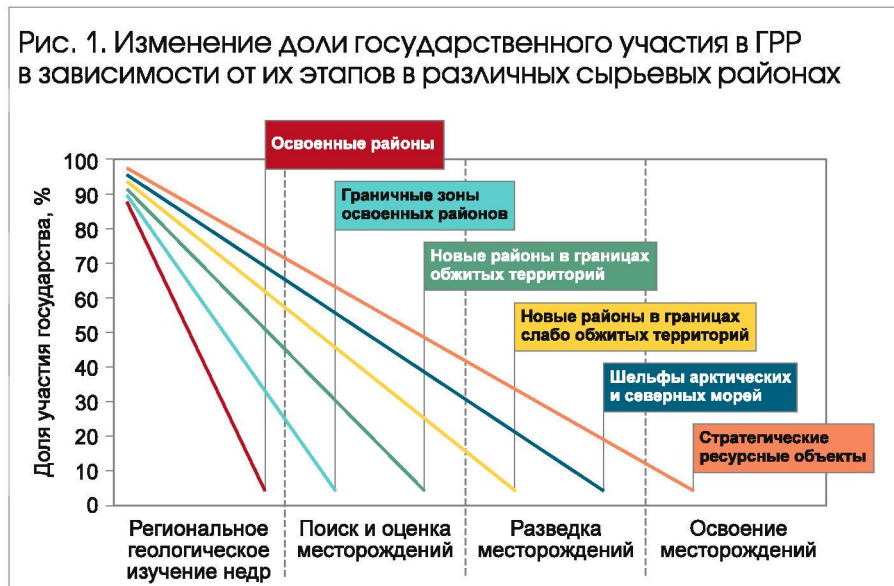 Рис. 1. Изменение доли государственного участия в ГРР
в зависимости от их этапов в различных сырьевых районах
Доля участия государства, %
100
90
80
70
60
50
40
30
20
10
0
Освоенные районы
Граничные зоны
освоенных районов
Новые районы в границах
обжитых территорий
Новые районы в границах
слабо обжитых территорий
Шельфы арктических
и северных морей
Стратегические
ресурсные объекты
Региональное
геологическое
изучение недр
Поиск и оценка
месторождений
Разведка
месторождений
Освоение
месторождений